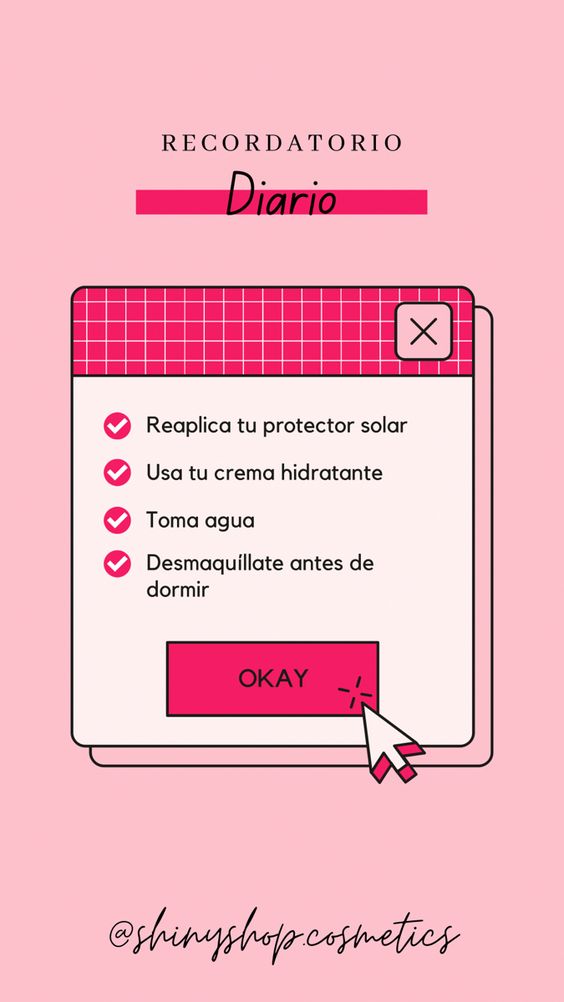 RECORDATORIO
Diario
Reaplica tu protector solar
Usa tu crema hidratante
Toma agua
Desmaquíllate antes de
dormir
OKAY
@shinyshop.cosmetics